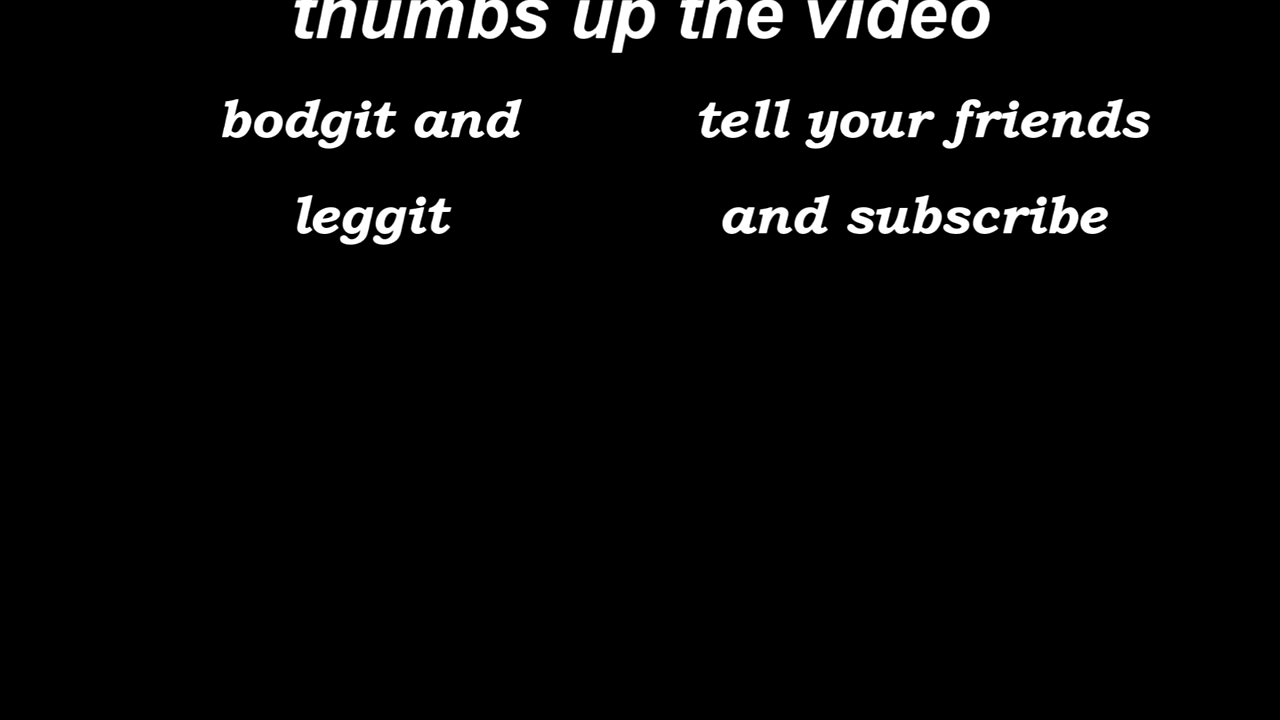 thumbs up the video
bodgit and
leggit
tell your friends
and subscribe